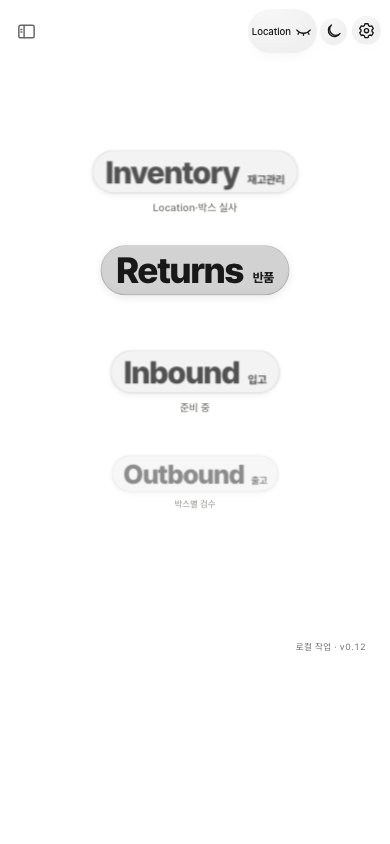 Location
Inventory 재고관리
Location·박스 실사
Returns 반품
Inbound 입고
준비 중
Outbound 출고
박스별 검수
로컬 작업 · v0.12